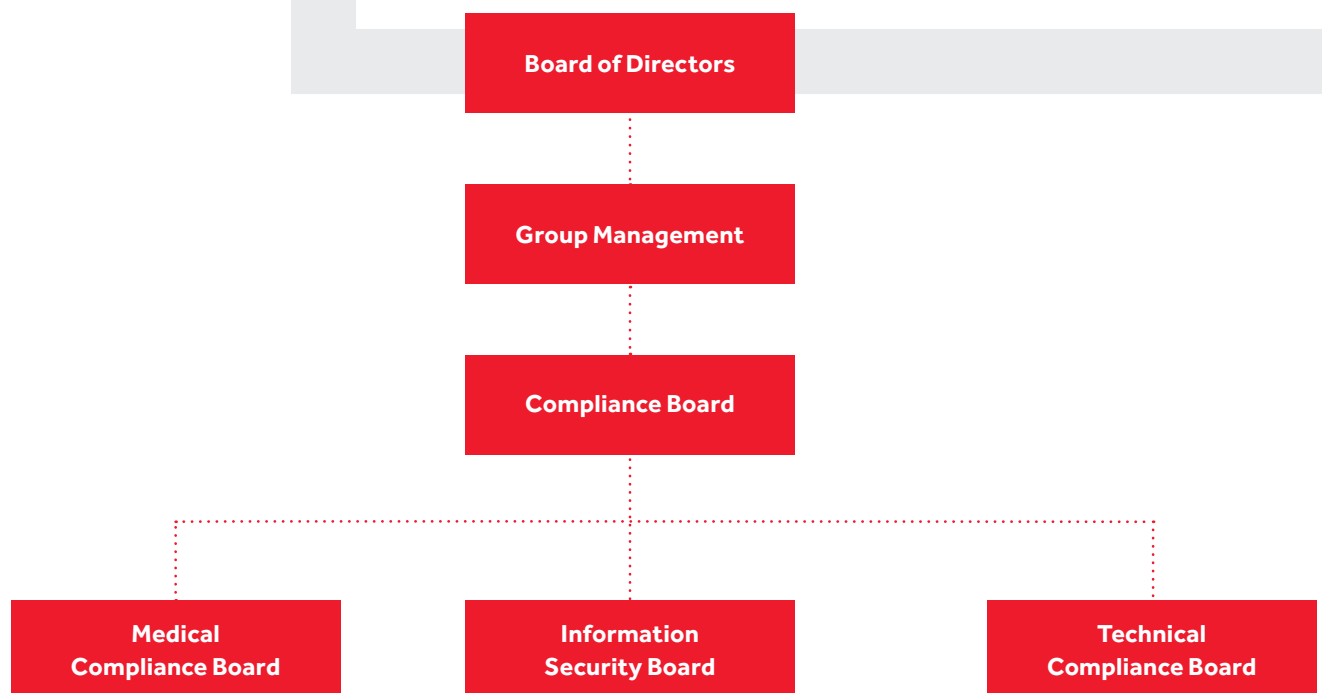 Board of Directors
Group Management
Compliance Board
Medical
Compliance Board
Information
Security Board
Technical
Compliance Board